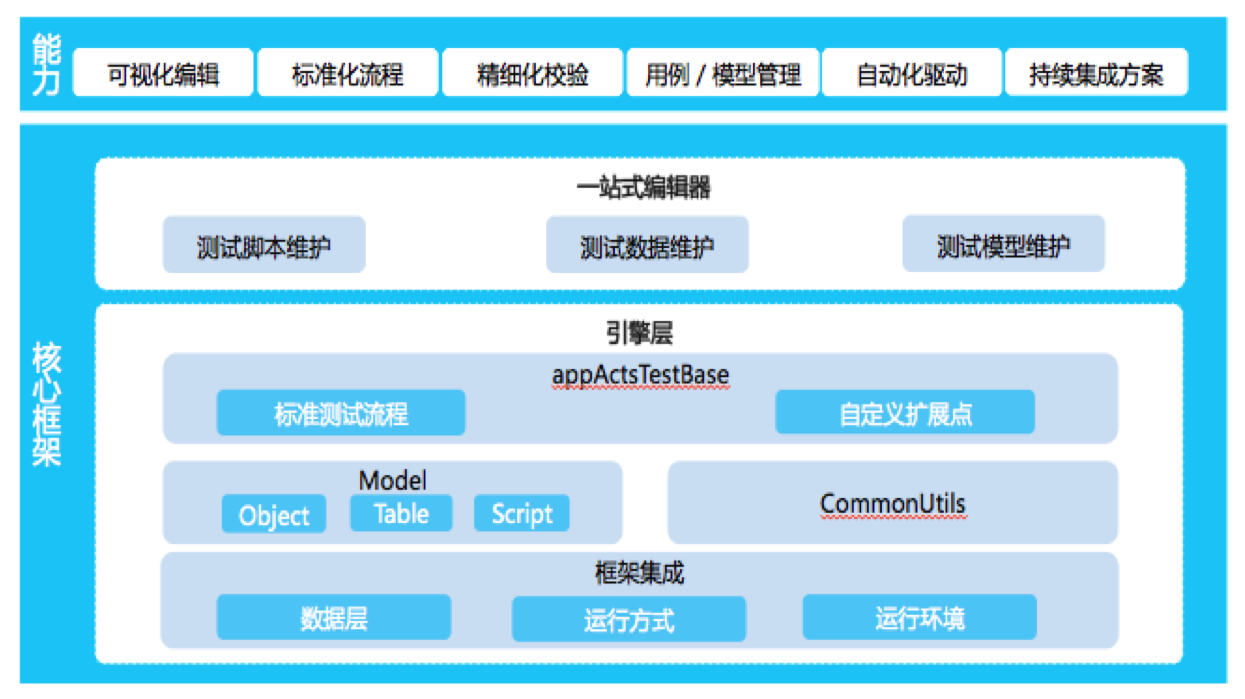 能力
可视化编辑
标准化流程
精细化校验
用例 / 模型管理
自动化驱动
持续集成方案
核心框架
一站式编辑器
测试脚本维护
测试数据维护
测试模型维护
引擎层
appActsTestBase
标准测试流程
自定义扩展点
Model
Object
Table
Script
CommonUtils
框架集成
数据层
运行方式
运行环境